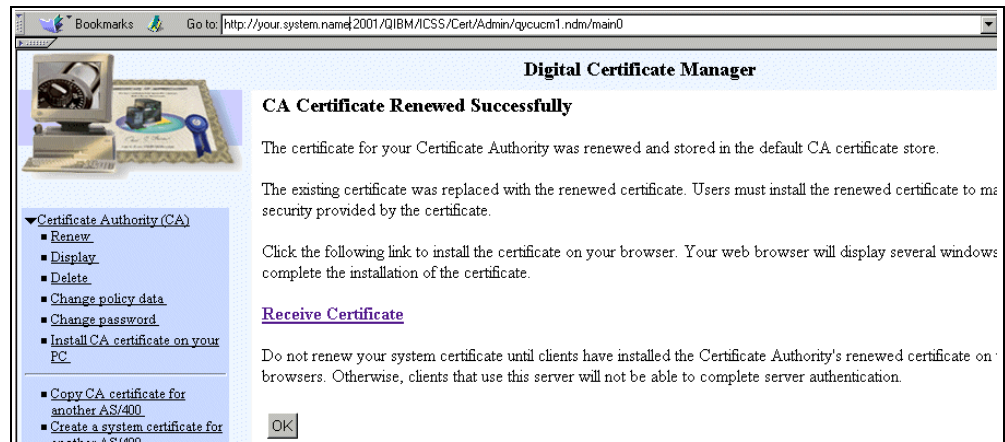 Bookmarks Go to: http://your.system.name:2001/QIBM/ICSS/Cert/Admin/qycucm1.ndm/main0
Digital Certificate Manager
CA Certificate Renewed Successfully
The certificate for your Certificate Authority was renewed and stored in the default CA certificate store.
The existing certificate was replaced with the renewed certificate. Users must install the renewed certificate to ma
security provided by the certificate.
Click the following link to install the certificate on your browser. Your web browser will display several windows
complete the installation of the certificate.
Receive Certificate
Do not renew your system certificate until clients have installed the Certificate Authority's renewed certificate on
browsers. Otherwise, clients that use this server will not be able to complete server authentication.
OK
Certificate Authority (CA)
Renew
Display
Delete
Change policy data
Change password
Install CA certificate on your
PC
Copy CA certificate for
another AS/400
Create a system certificate for
another AS/400